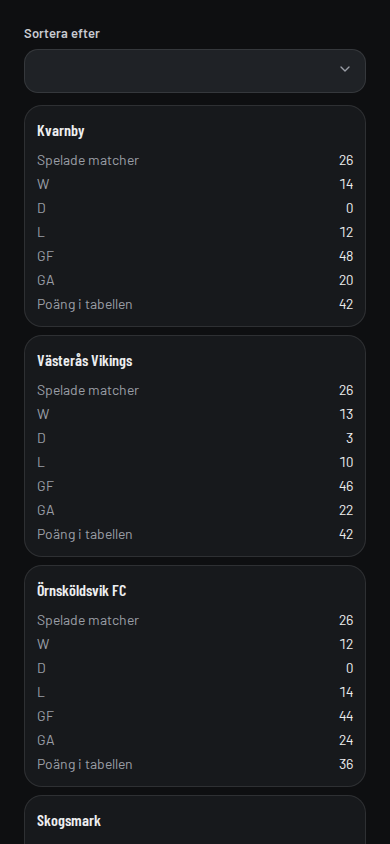 Sortera efter
Kvarnby
Spelade matcher 26
W 14
D 0
L 12
GF 48
GA 20
Poäng i tabellen 42
Västerås Vikings
Spelade matcher 26
W 13
D 3
L 10
GF 46
GA 22
Poäng i tabellen 42
Örnsköldsvik FC
Spelade matcher 26
W 12
D 0
L 14
GF 44
GA 24
Poäng i tabellen 36
Skogsmark